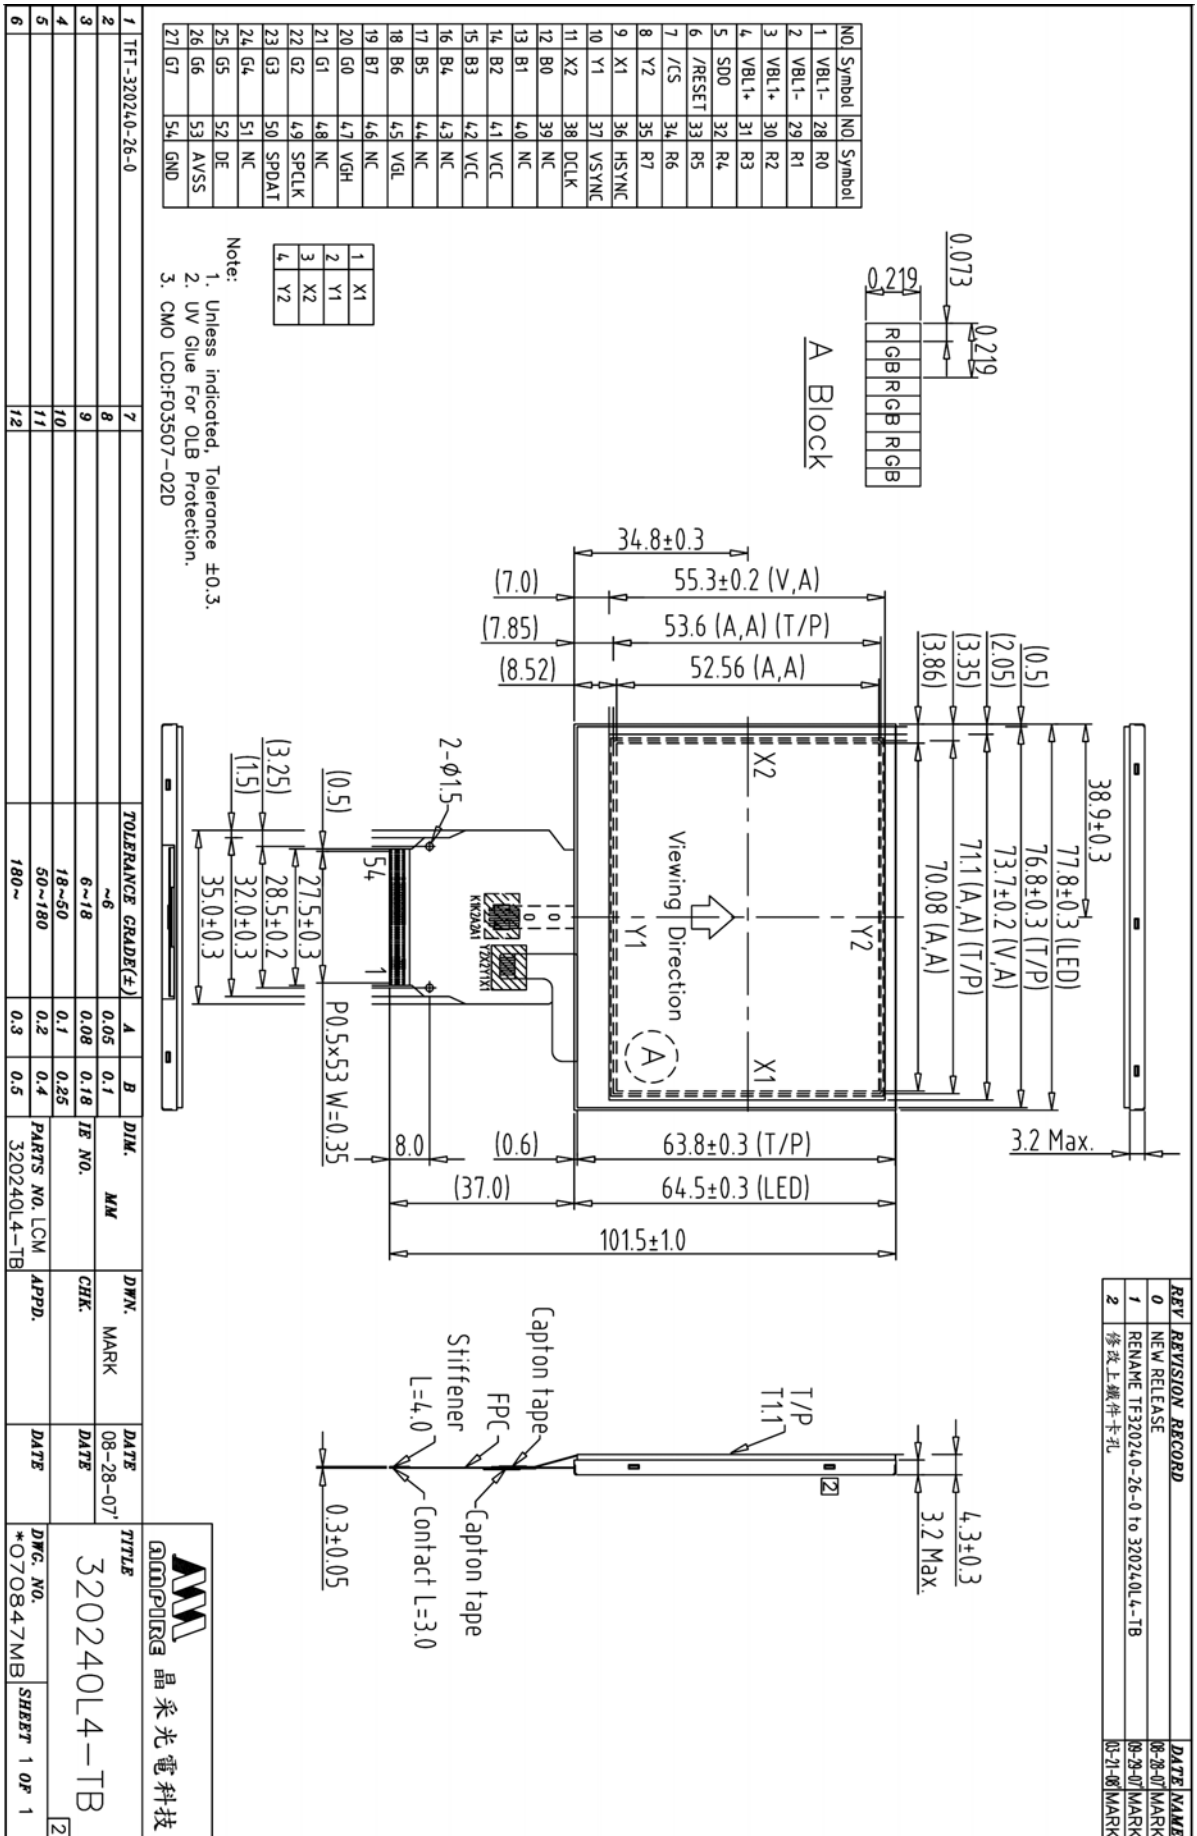 NO. Symbol NO. Symbol
1 VBL1- 28 R0
2 VBL1- 29 R1
3 VBL1+ 30 R2
4 VBL1+ 31 R3
5 SDO 32 R4
6 /RESET 33 R5
7 /CS 34 R6
8 Y2 35 R7
9 X1 36 HSYNC
10 Y1 37 VSYNC
11 X2 38 DCLK
12 B0 39 NC
13 B1 40 NC
14 B2 41 VCC
15 B3 42 VCC
16 B4 43 NC
17 B5 44 NC
18 B6 45 VGL
19 B7 46 NC
20 G0 47 VGH
21 G1 48 NC
22 G2 49 SPCLK
23 G3 50 SPDAT
24 G4 51 NC
25 G5 52 DE
26 G6 53 AVSS
27 G7 54 GND
1 X1
2 Y1
3 X2
4 Y2
Note:
1. Unless indicated, Tolerance ±0.3.
2. UV Glue For OLB Protection.
3. CMO LCD:F03507-02D
0.073
0.219
0.219
R G B R G B R G B
A Block
34.8±0.3
(7.0)
55.3±0.2 (V,A)
(7.85)
53.6 (A,A) (T/P)
(8.52)
52.56 (A,A)
(0.5)
(2.05)
(3.35)
(3.86)
38.9±0.3
77.8±0.3 (LED)
76.8±0.3 (T/P)
73.7±0.2 (V,A)
71.1 (A,A) (T/P)
70.08 (A,A)
X2
Y2
Viewing Direction
Y1
X1
A
3.2 Max.
2-Ø1.5
K1K2A2A1
Y2X2Y1X1
54
1
(0.5)
(3.25)
(1.5)
27.5±0.3
28.5±0.2
32.0±0.3
35.0±0.3
P0.5x53 W=0.35
8.0
(0.6)
63.8±0.3 (T/P)
(37.0)
64.5±0.3 (LED)
101.5±1.0
T/P
T1.1
Capton tape
FPC
Stiffener
L=4.0
Capton tape
Contact L=3.0
0.3±0.05
2
3.2 Max.
4.3±0.3
REV REVISION RECORD DATE NAME
0 NEW RELEASE 08-28-07' MARK
1 RENAME TF320240-26-0 to 320240L4-TB 09-29-07' MARK
2 修改上鐵件卡孔 03-21-08' MARK
1 TFT-320240-26-0 7
2 8
3 9
4 10
5 11
6 12
TOLERANCE GRADE(±) A B
~6 0.05 0.1
6~18 0.08 0.18
18~50 0.1 0.25
50~180 0.2 0.4
180~ 0.3 0.5
DIM. MM
IE NO.
PARTS NO. LCM
320240L4-TB
DWN. MARK
DATE 08-28-07'
CHK.
DATE
APPD.
DATE
AMPIRE 晶采光電科技
TITLE
320240L4-TB
2
DWG. NO.
*070847MB
SHEET 1 OF 1